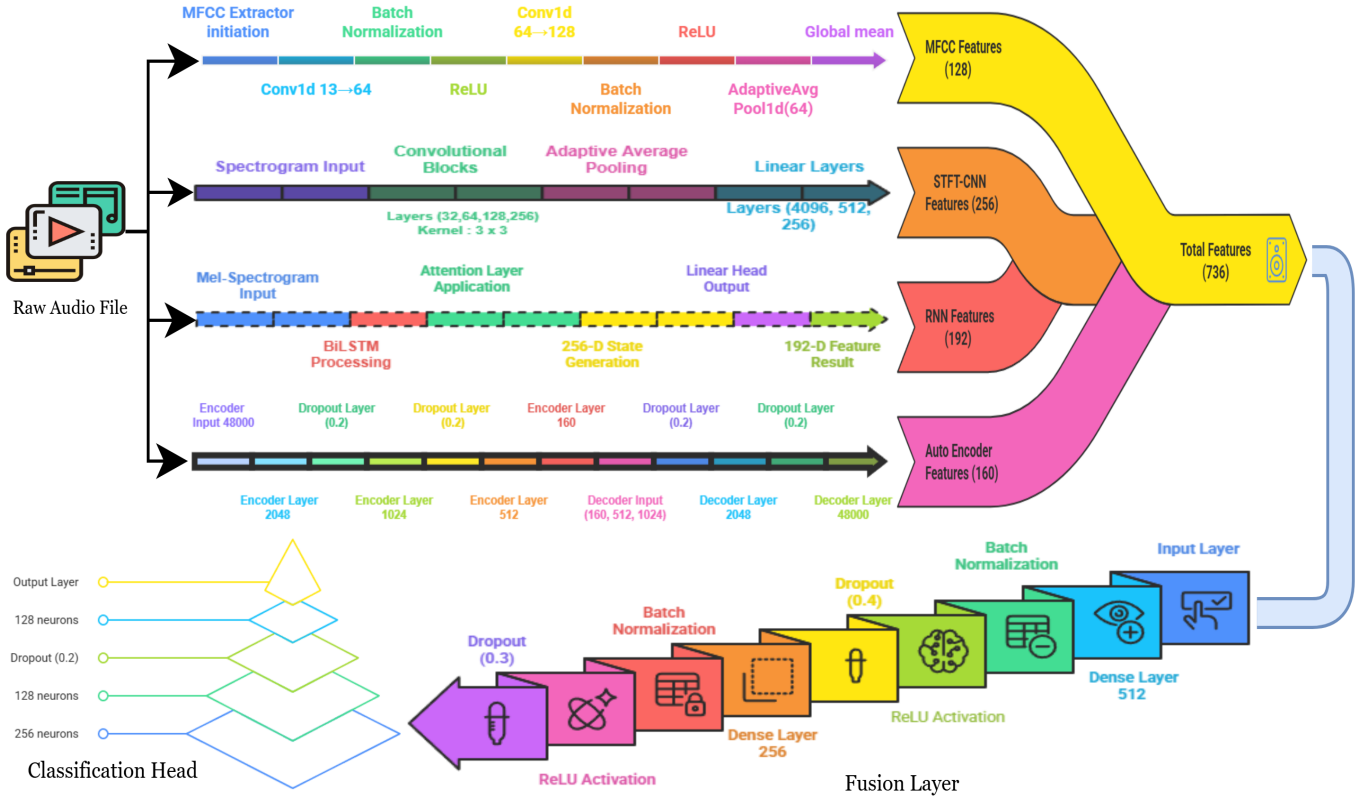 MFCC Extractor
initiation
Batch
Normalization
Conv1d
64→128
ReLU
Global mean
Conv1d 13→64
ReLU
Batch
Normalization
AdaptiveAvg
Pool1d(64)
MFCC Features
(128)
Spectrogram Input
Convolutional
Blocks
Adaptive Average
Pooling
Linear Layers
Layers (32,64,128,256)
Kernel : 3 x 3
Layers (4096, 512,
256)
STFT-CNN
Features (256)
Raw Audio File
Mel-Spectrogram
Input
Attention Layer
Application
Linear Head
Output
BiLSTM
Processing
256-D State
Generation
192-D Feature
Result
RNN Features
(192)
Total Features
(736)
Encoder
Input 48000
Dropout Layer
(0.2)
Dropout Layer
(0.2)
Encoder Layer
160
Dropout Layer
(0.2)
Dropout Layer
(0.2)
Encoder Layer
2048
Encoder Layer
1024
Encoder Layer
512
Decoder Input
(160, 512, 1024)
Decoder Layer
2048
Decoder Layer
48000
Auto Encoder
Features (160)
Input Layer
Dense Layer
512
Batch
Normalization
ReLU Activation
Dropout
(0.4)
Dense Layer
256
Batch
Normalization
ReLU Activation
Dropout
(0.3)
Fusion Layer
Output Layer
128 neurons
Dropout (0.2)
128 neurons
256 neurons
Classification Head